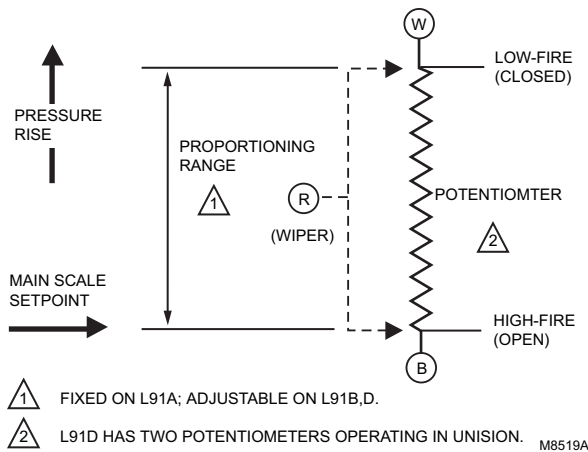 W
LOW-FIRE
(CLOSED)
PRESSURE
RISE
PROPORTIONING
RANGE
1
R
(WIPER)
POTENTIOMTER
2
MAIN SCALE
SETPOINT
HIGH-FIRE
(OPEN)
B
1 FIXED ON L91A; ADJUSTABLE ON L91B,D.
2 L91D HAS TWO POTENTIOMETERS OPERATING IN UNISION.
M8519A